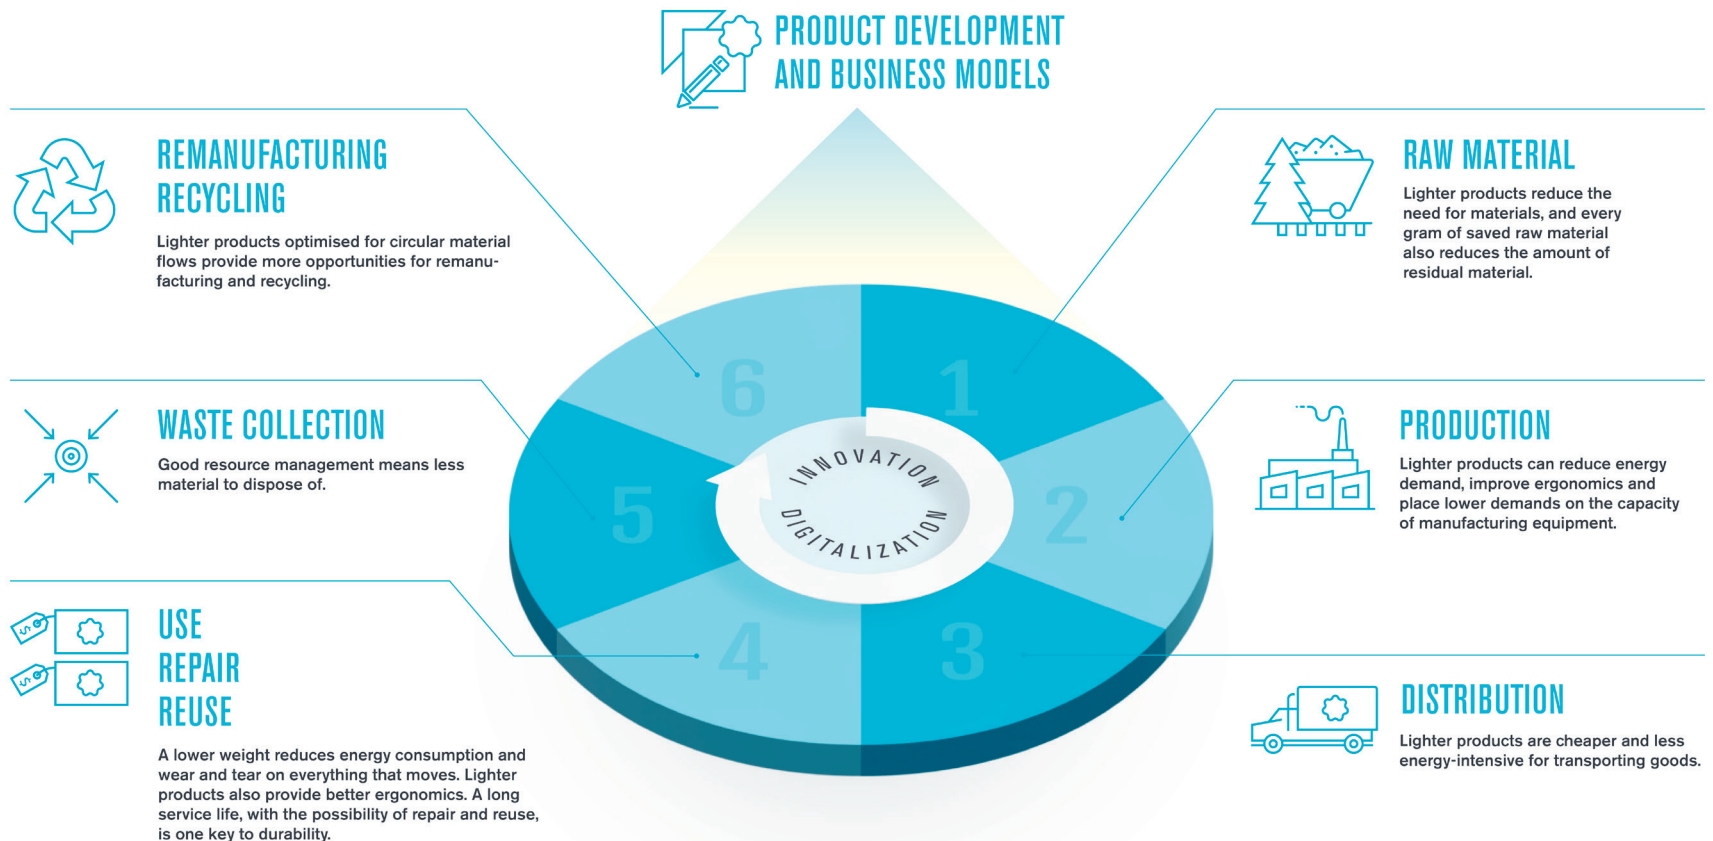 PRODUCT DEVELOPMENT
AND BUSINESS MODELS
RAW MATERIAL
Lighter products reduce the
need for materials, and every
gram of saved raw material
also reduces the amount of
residual material.
PRODUCTION
Lighter products can reduce energy
demand, improve ergonomics and
place lower demands on the capacity
of manufacturing equipment.
DISTRIBUTION
Lighter products are cheaper and less
energy-intensive for transporting goods.
USE
REPAIR
REUSE
A lower weight reduces energy consumption and
wear and tear on everything that moves. Lighter
products also provide better ergonomics. A long
service life, with the possibility of repair and reuse,
is one key to durability.
$
$
WASTE COLLECTION
Good resource management means less
material to dispose of.
REMANUFACTURING
RECYCLING
Lighter products optimised for circular material
flows provide more opportunities for remanu-
facturing and recycling.
1
2
3
4
5
6
INNOVATION
DIGITALIZATION